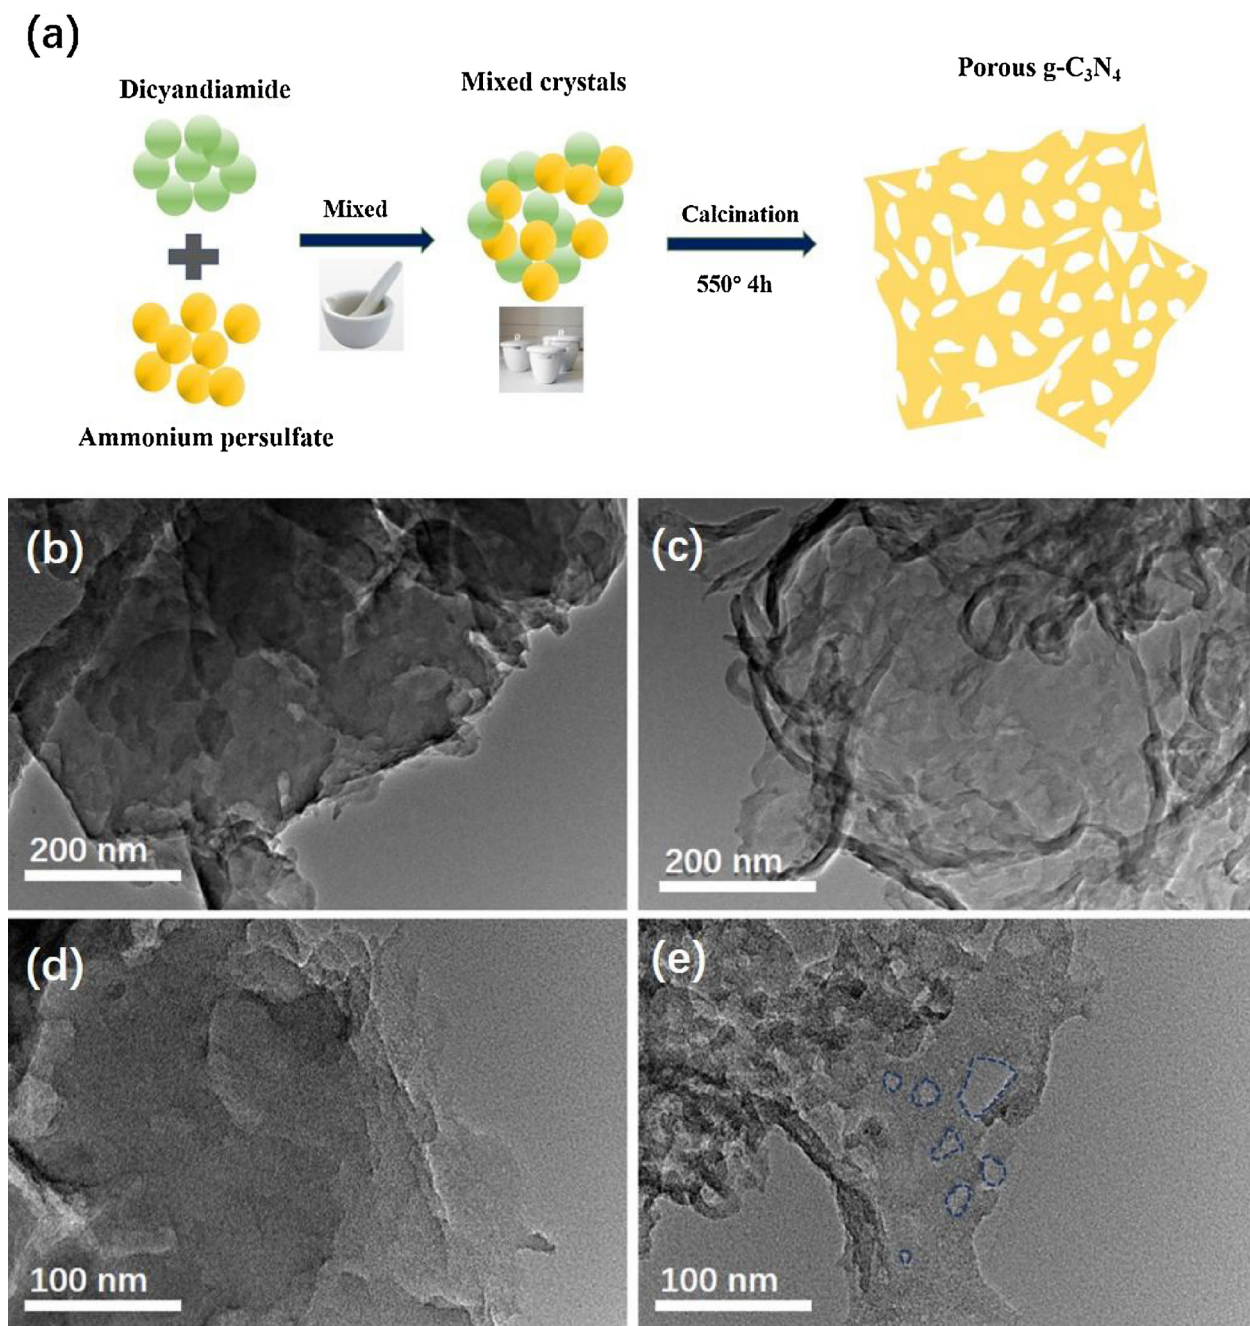 (a)
Dicyandiamide
Mixed crystals
Porous g-C₃N₄
Mixed
Calcination
550° 4h
Ammonium persulfate
(b)
200 nm
(c)
200 nm
(d)
100 nm
(e)
100 nm